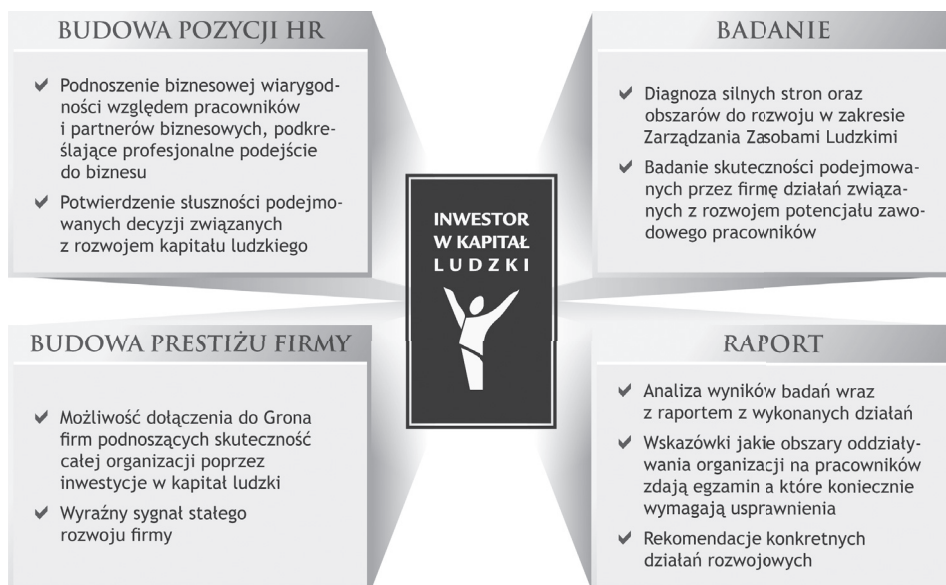 BUDOWA POZYCJI HR
Podnoszenie biznesowej wiarygod-
ności względem pracowników
i partnerów biznesowych, podkre-
ślające profesjonalne podejście
do biznesu
Potwierdzenie słuszności podejmo-
wanych decyzji związanych
z rozwojem kapitału ludzkiego
BADANIE
Diagnoza silnych stron oraz
obszarów do rozwoju w zakresie
Zarządzania Zasobami Ludzkimi
Badanie skuteczności podejmowa-
nych przez firmę działań związa-
nych z rozwojem potencjału zawo-
dowego pracowników
INWESTOR
W KAPITAŁ
LUDZKI
BUDOWA PRESTIŻU FIRMY
Możliwość dołączenia do Grona
firm podnoszących skuteczność
całej organizacji poprzez
inwestycje w kapitał ludzki
Wyraźny sygnał stałego
rozwoju firmy
RAPORT
Analiza wyników badań wraz
z raportem z wykonanych działań
Wskazówki jakie obszary oddziały-
wania organizacji na pracowników
zdają egzamin a które koniecznie
wymagają usprawnienia
Rekomendacje konkretnych
działań rozwojowych